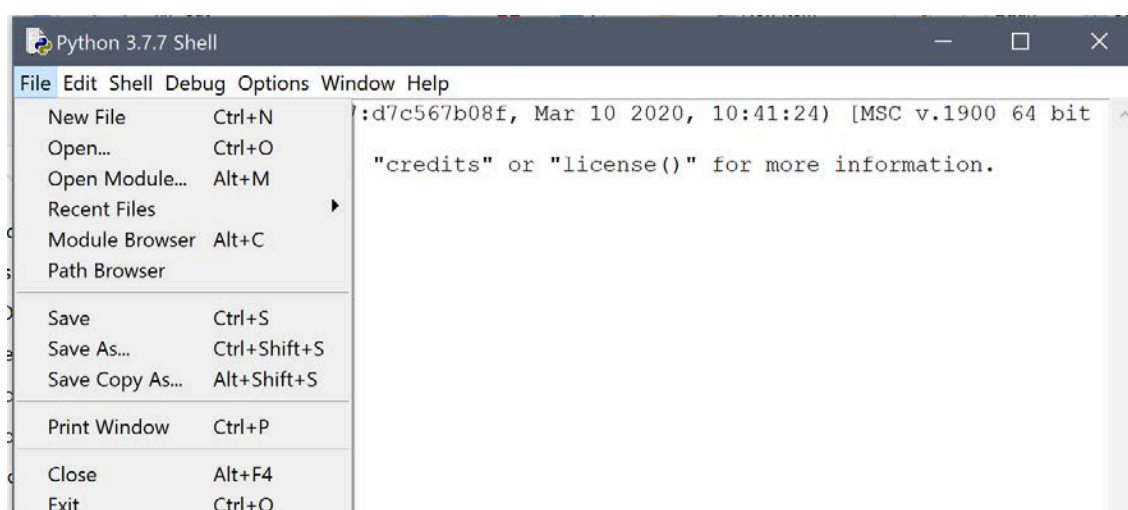 Python 3.7.7 Shell
File Edit Shell Debug Options Window Help
New File Ctrl+N
:d7c567b08f, Mar 10 2020, 10:41:24) [MSC v.1900 64 bit
Open... Ctrl+O
"credits" or "license()" for more information.
Open Module... Alt+M
Recent Files
Module Browser Alt+C
Path Browser
Save Ctrl+S
Save As... Ctrl+Shift+S
Save Copy As... Alt+Shift+S
Print Window Ctrl+P
Close Alt+F4
Exit